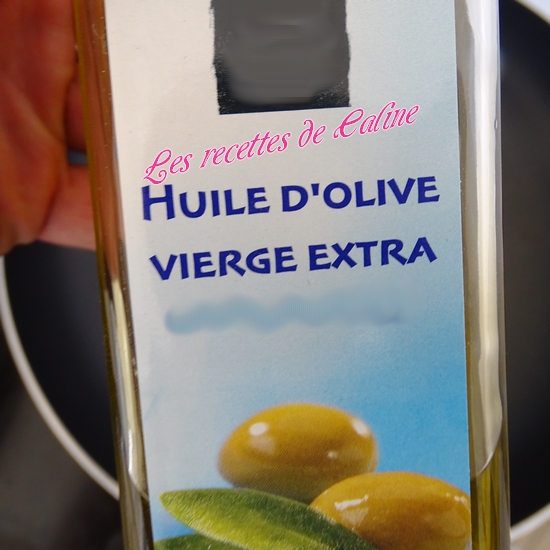 Les recettes de Caline
HUILE D'OLIVE
VIERGE EXTRA